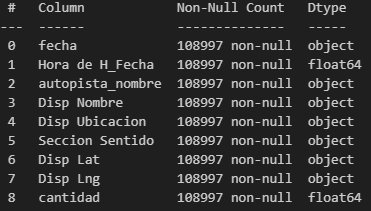 #   Column             Non-Null Count   Dtype
---  ------             --------------   -----
0   fecha              108997 non-null  object
1   Hora de H_Fecha    108997 non-null  float64
2   autopista_nombre   108997 non-null  object
3   Disp Nombre        108997 non-null  object
4   Disp Ubicacion     108997 non-null  object
5   Seccion Sentido    108997 non-null  object
6   Disp Lat           108997 non-null  object
7   Disp Lng           108997 non-null  object
8   cantidad           108997 non-null  float64